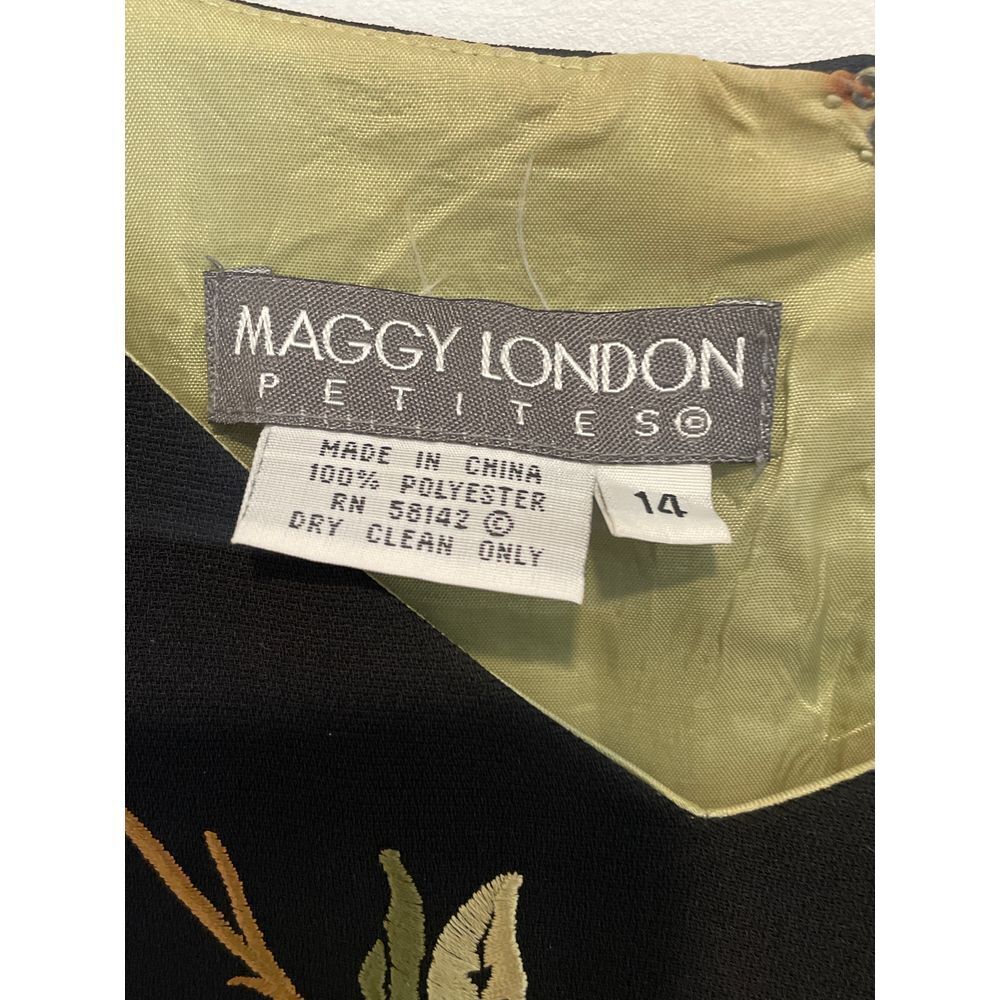 MAGGY LONDON
PETITES©
MADE IN CHINA
100% POLYESTER
RN 58142 ©
DRY CLEAN ONLY
14